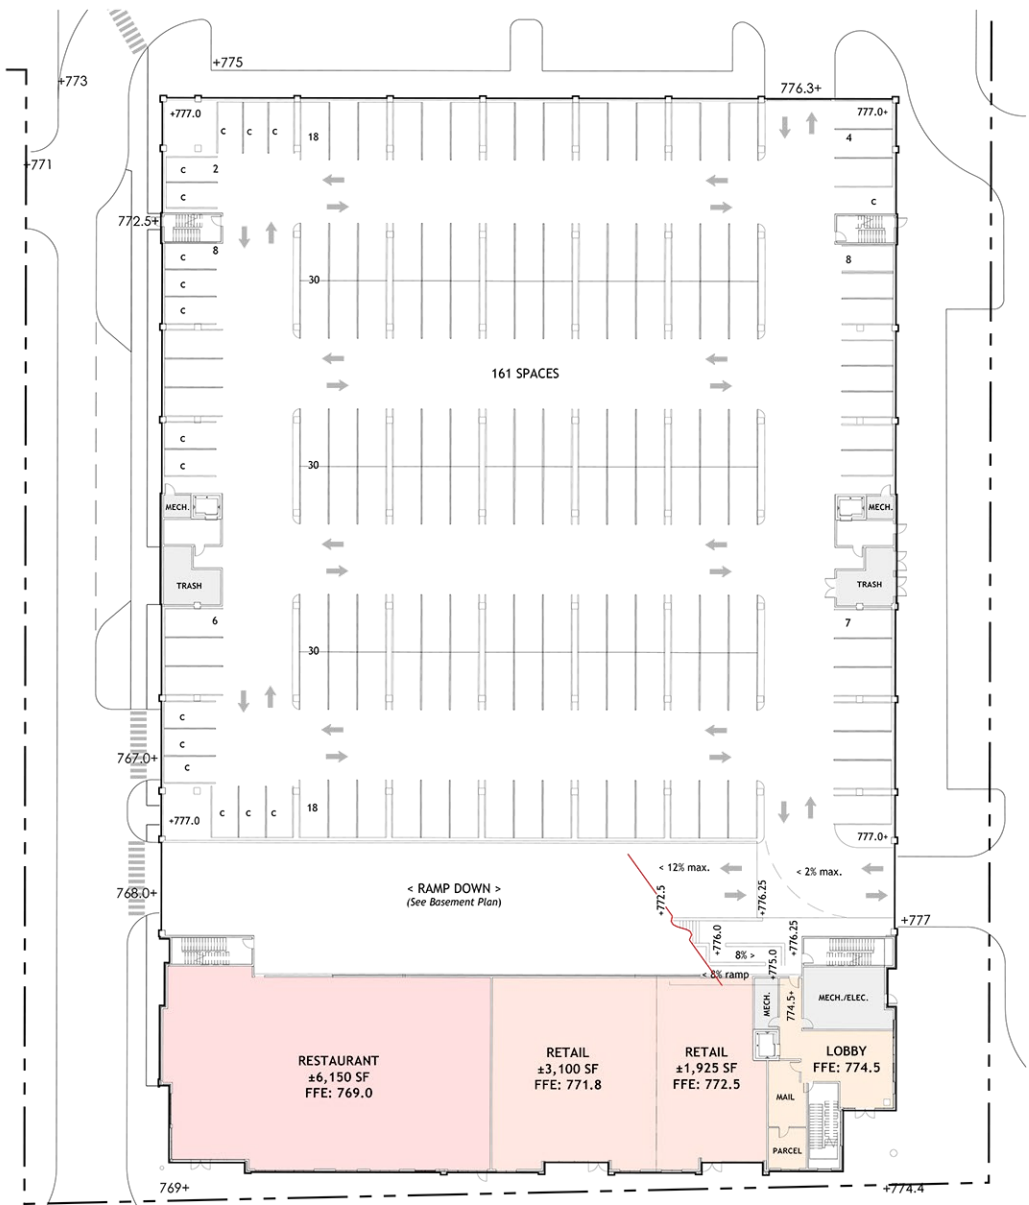 +775
+773
776.3+
+777.0
C
C
C
18
777.0+
4
+771
C
2
C
C
772.5+
C
8
8
C
C
30
161 SPACES
C
C
30
MECH.
MECH.
TRASH
TRASH
6
7
30
C
C
767.0+
C
+777.0
C
C
C
18
777.0+
< 12% max.
< 2% max.
768.0+
< RAMP DOWN >
(See Basement Plan)
+772.5
+776.25
+777
+776.0
+776.25
8% >
+775.0
< 8% ramp
MECH.
774.5+
MECH./ELEC.
RESTAURANT
±6,150 SF
FFE: 769.0
RETAIL
±3,100 SF
FFE: 771.8
RETAIL
±1,925 SF
FFE: 772.5
LOBBY
FFE: 774.5
MAIL
PARCEL
769+
+774.4